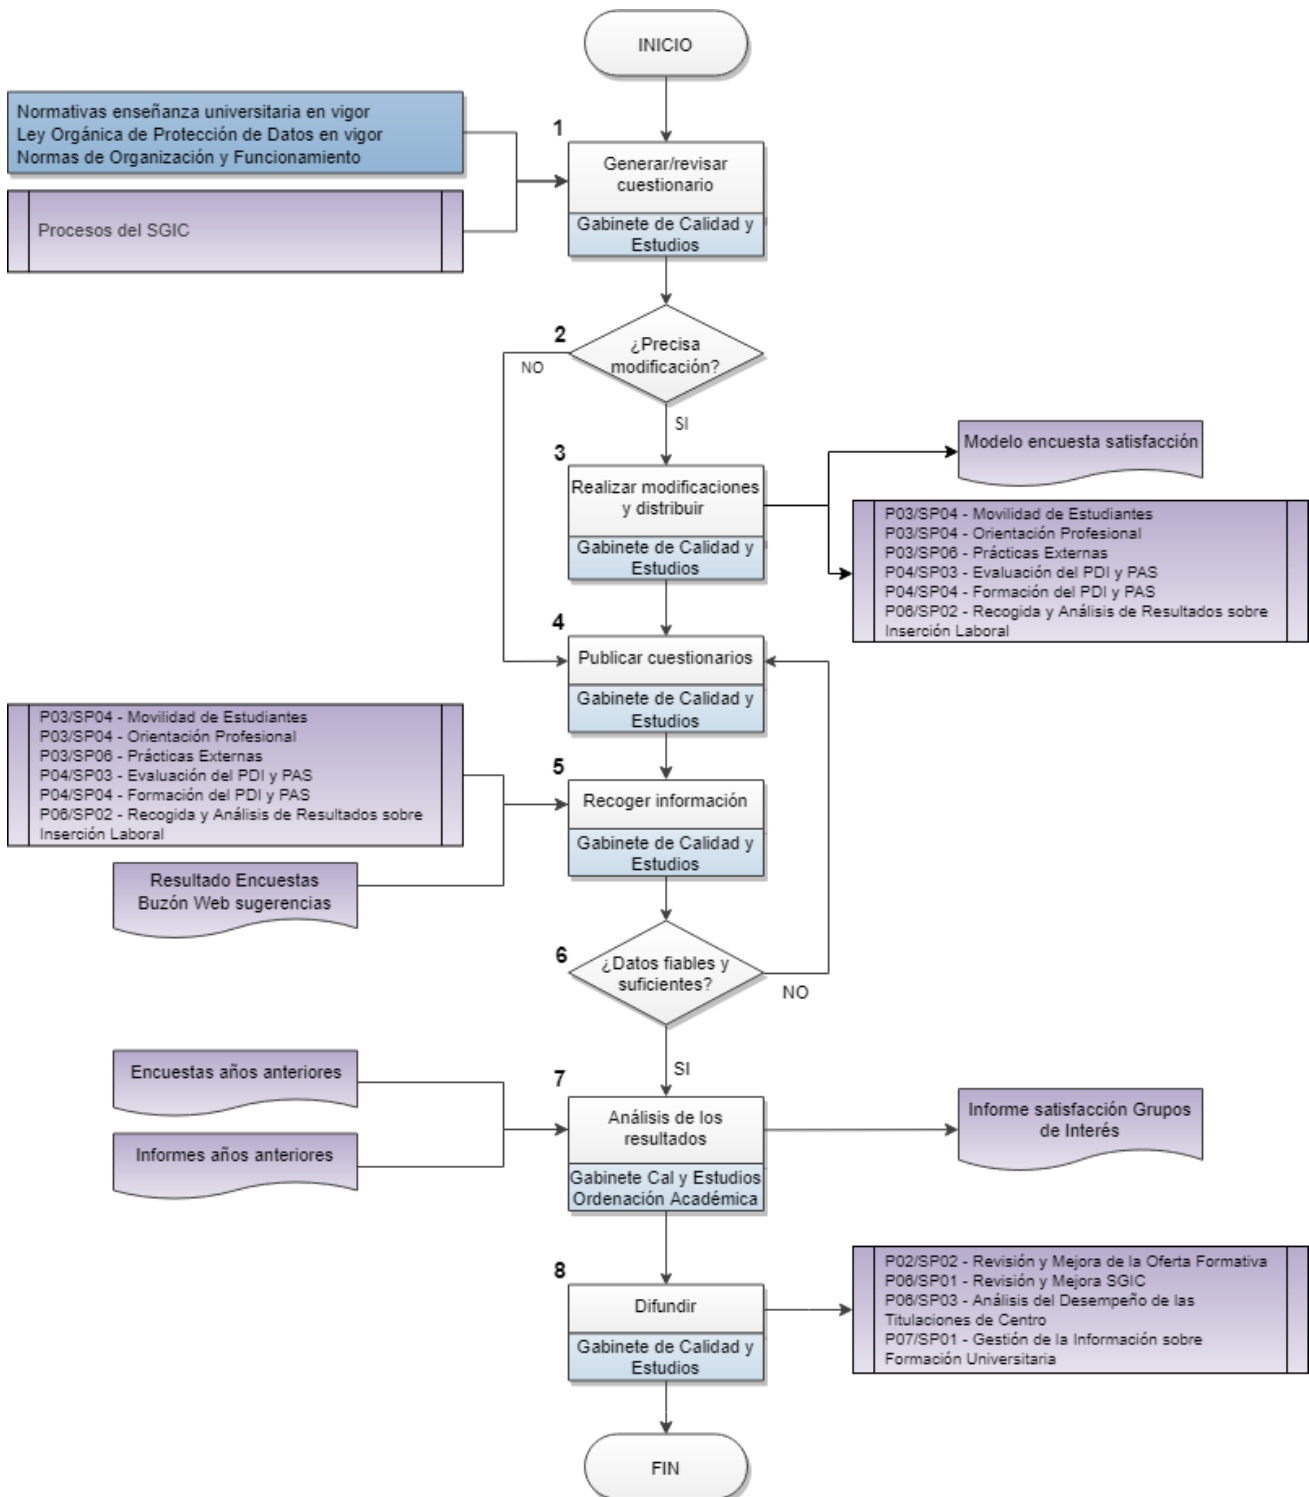 INICIO
Normativas enseñanza universitaria en vigor
Ley Orgánica de Protección de Datos en vigor
Normas de Organización y Funcionamiento
Procesos del SGIC
1
Generar/revisar
cuestionario
Gabinete de Calidad y
Estudios
2
¿Precisa
modificación?
NO
SI
3
Realizar modificaciones
y distribuir
Gabinete de Calidad y
Estudios
Modelo encuesta satisfacción
P03/SP04 - Movilidad de Estudiantes
P03/SP04 - Orientación Profesional
P03/SP06 - Prácticas Externas
P04/SP03 - Evaluación del PDI y PAS
P04/SP04 - Formación del PDI y PAS
P06/SP02 - Recogida y Análisis de Resultados sobre
Inserción Laboral
4
Publicar cuestionarios
Gabinete de Calidad y
Estudios
P03/SP04 - Movilidad de Estudiantes
P03/SP04 - Orientación Profesional
P03/SP06 - Prácticas Externas
P04/SP03 - Evaluación del PDI y PAS
P04/SP04 - Formación del PDI y PAS
P06/SP02 - Recogida y Análisis de Resultados sobre
Inserción Laboral
Resultado Encuestas
Buzón Web sugerencias
5
Recoger información
Gabinete de Calidad y
Estudios
6
¿Datos fiables y
suficientes?
NO
SI
Encuestas años anteriores
Informes años anteriores
7
Análisis de los
resultados
Gabinete Cal y Estudios
Ordenación Académica
Informe satisfacción Grupos
de Interés
8
Difundir
Gabinete de Calidad y
Estudios
P02/SP02 - Revisión y Mejora de la Oferta Formativa
P06/SP01 - Revisión y Mejora SGIC
P06/SP03 - Análisis del Desempeño de las
Titulaciones de Centro
P07/SP01 - Gestión de la Información sobre
Formación Universitaria
FIN